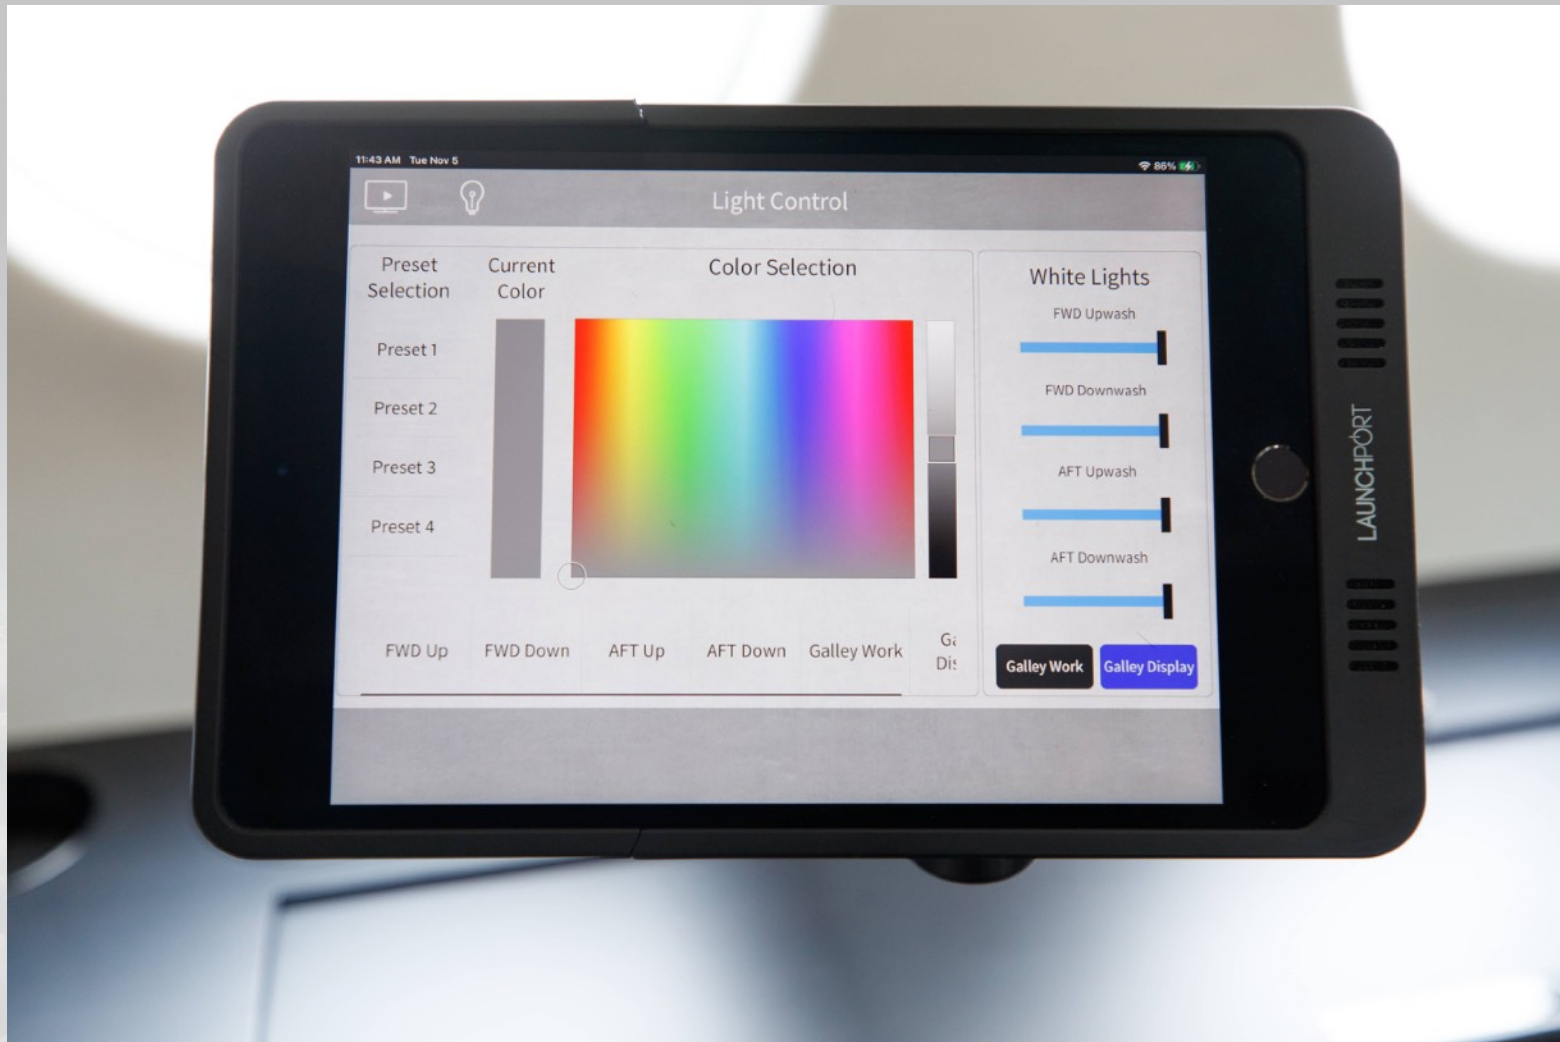 11:43 AM Tue Nov 5
86%
Light Control
Preset
Selection
Preset 1
Preset 2
Preset 3
Preset 4
Current
Color
Color Selection
FWD Up
FWD Down
AFT Up
AFT Down
Galley Work
White Lights
FWD Upwash
FWD Downwash
AFT Upwash
AFT Downwash
Galley Work
Galley Display
LAUNCHPORT